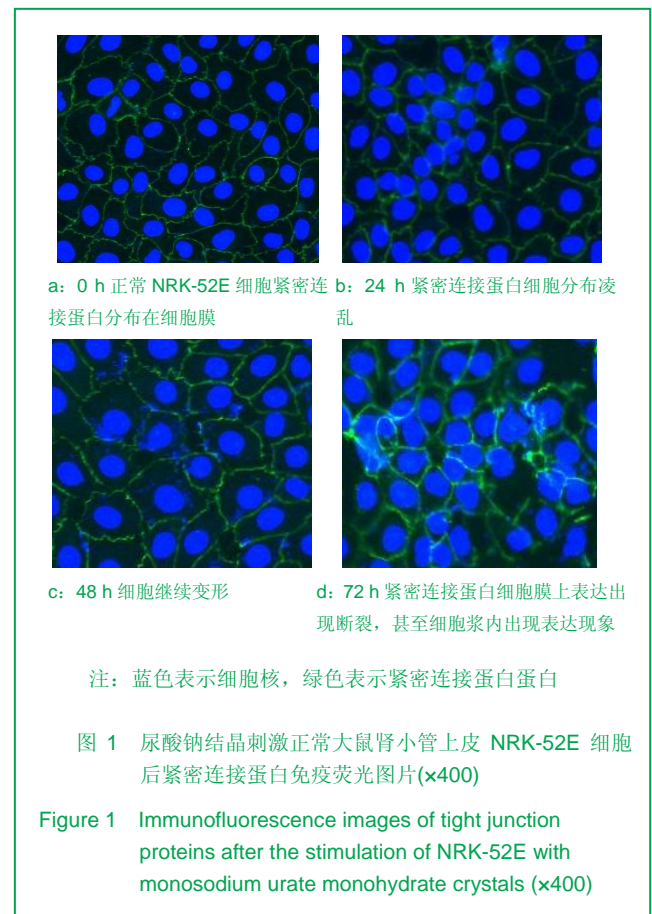 a：0 h 正常 NRK-52E 细胞紧密连
接蛋白分布在细胞膜
b：24 h 紧密连接蛋白细胞分布凌
乱
c：48 h 细胞继续变形
d：72 h 紧密连接蛋白细胞膜上表达出
现断裂，甚至细胞浆内出现表达现象
注：蓝色表示细胞核，绿色表示紧密连接蛋白蛋白
图 1 尿酸钠结晶刺激正常大鼠肾小管上皮 NRK-52E 细胞
后紧密连接蛋白免疫荧光图片(×400)
Figure 1 Immunofluorescence images of tight junction
proteins after the stimulation of NRK-52E with
monosodium urate monohydrate crystals (×400)